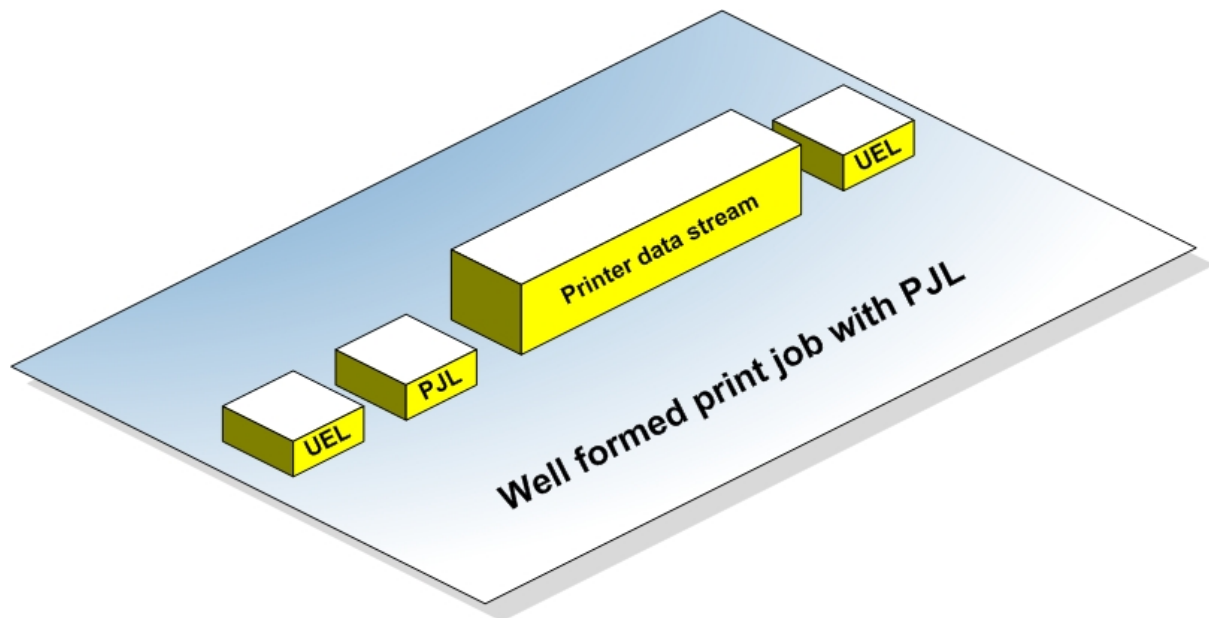 UEL
PJL
Printer data stream
UEL
Well formed print job with PJL